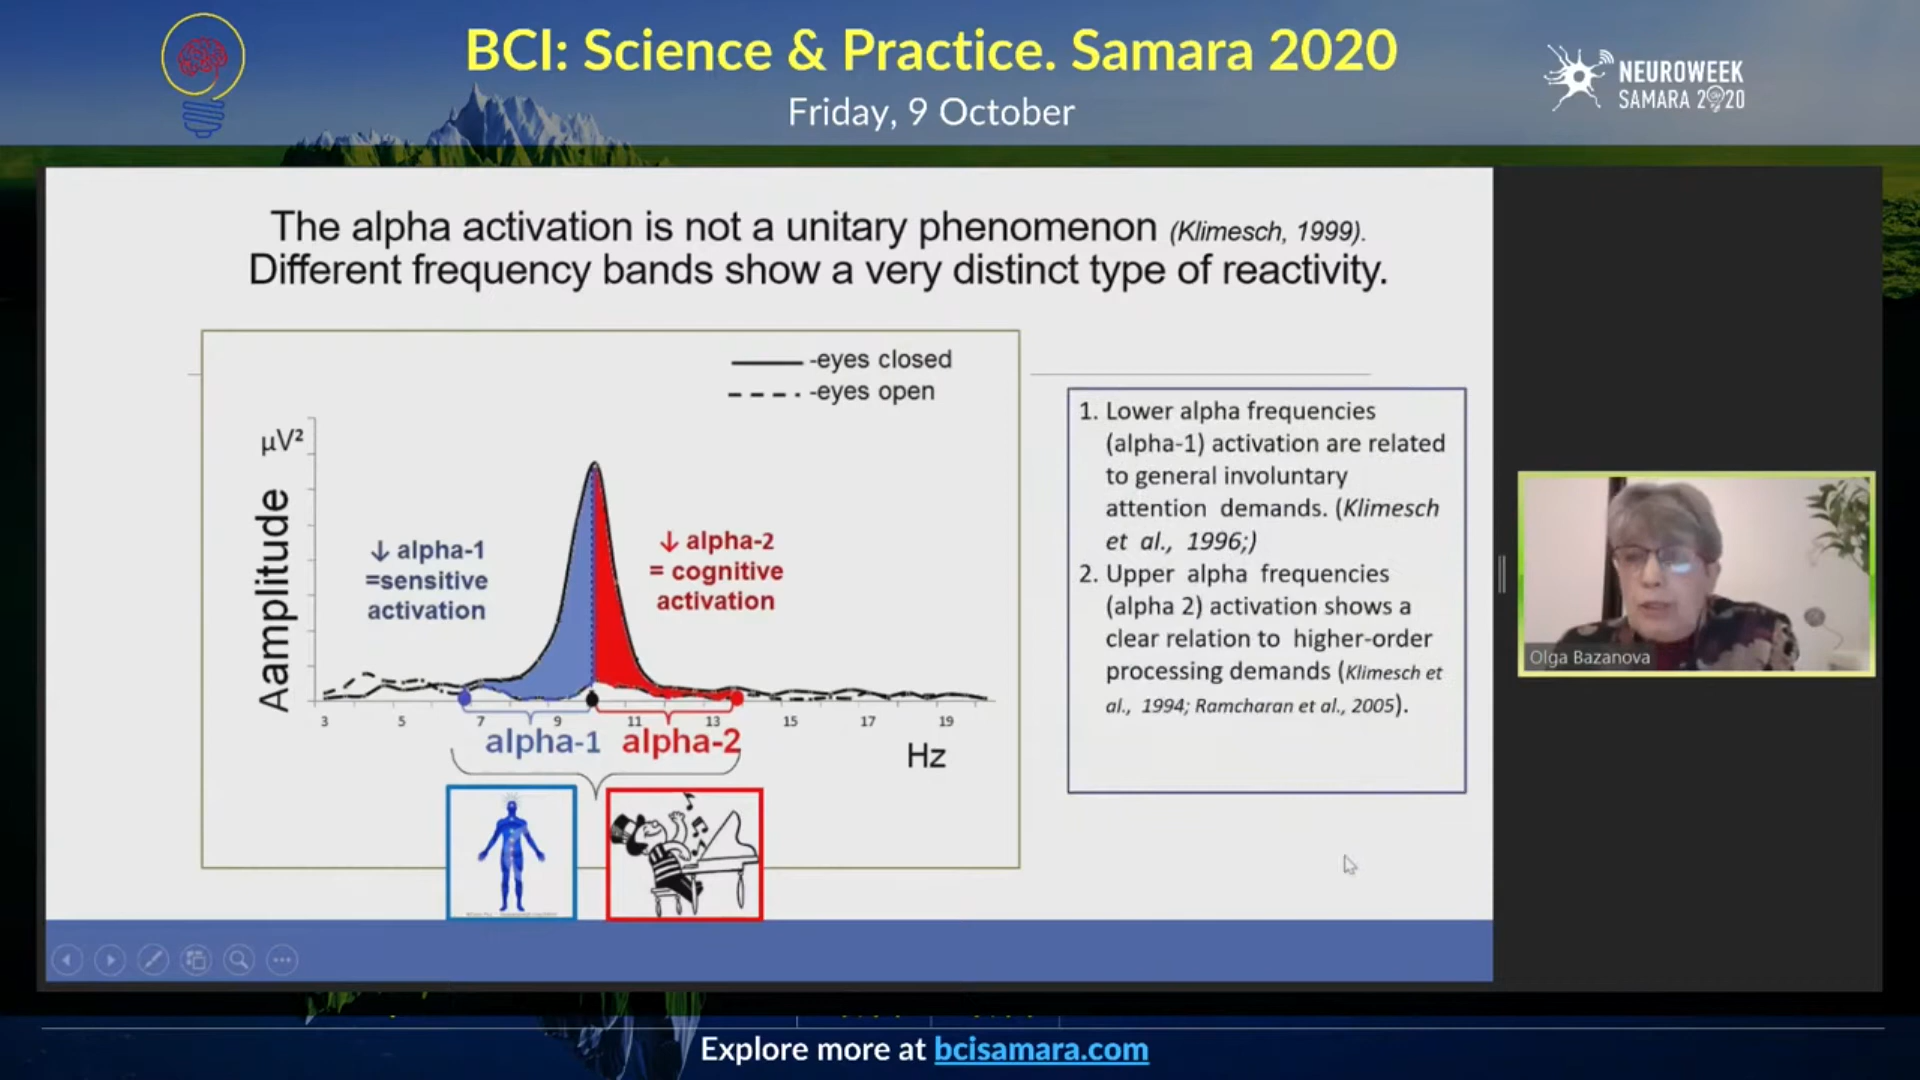 BCI: Science & Practice. Samara 2020
Friday, 9 October
NEUROWEEK
SAMARA 2020
The alpha activation is not a unitary phenomenon (Klimesch, 1999).
Different frequency bands show a very distinct type of reactivity.
-eyes closed
-eyes open
μV²
Aamplitude
↓ alpha-1
=sensitive
activation
↓ alpha-2
= cognitive
activation
3 5 7 9 11 13 15 17 19
alpha-1 alpha-2
Hz
1. Lower alpha frequencies
(alpha-1) activation are related
to general involuntary
attention demands. (Klimesch
et al., 1996;)
2. Upper alpha frequencies
(alpha 2) activation shows a
clear relation to higher-order
processing demands (Klimesch et
al., 1994; Ramcharan et al., 2005).
Olga Bazanova
Explore more at bcisamara.com